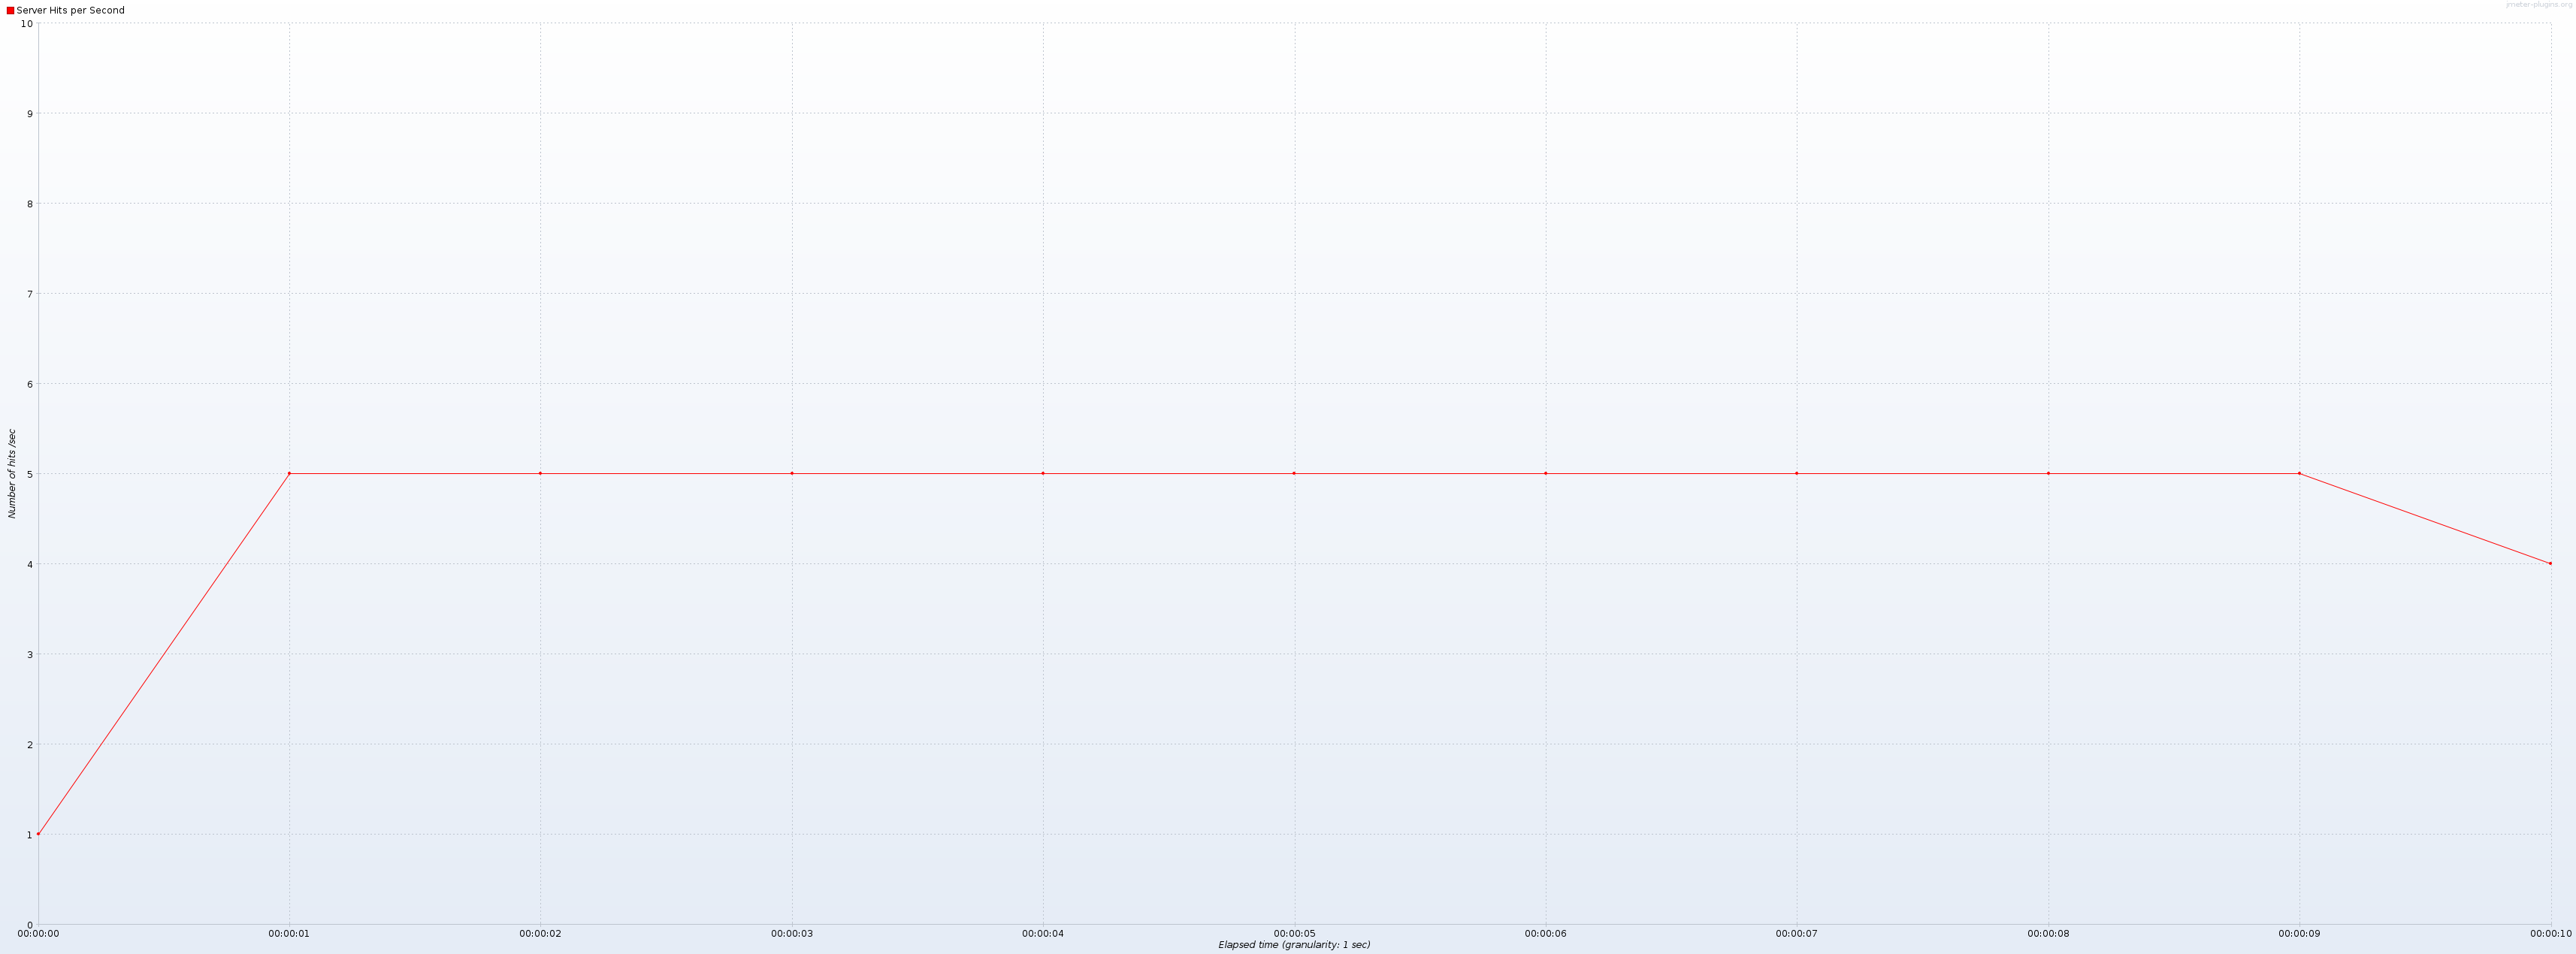 Server Hits per Second
jmeter-plugins.org
10
9
8
7
6
5
4
3
2
1
0
Number of hits /sec
00:00:00 00:00:01 00:00:02 00:00:03 00:00:04 00:00:05 00:00:06 00:00:07 00:00:08 00:00:09 00:00:10
Elapsed time (granularity: 1 sec)